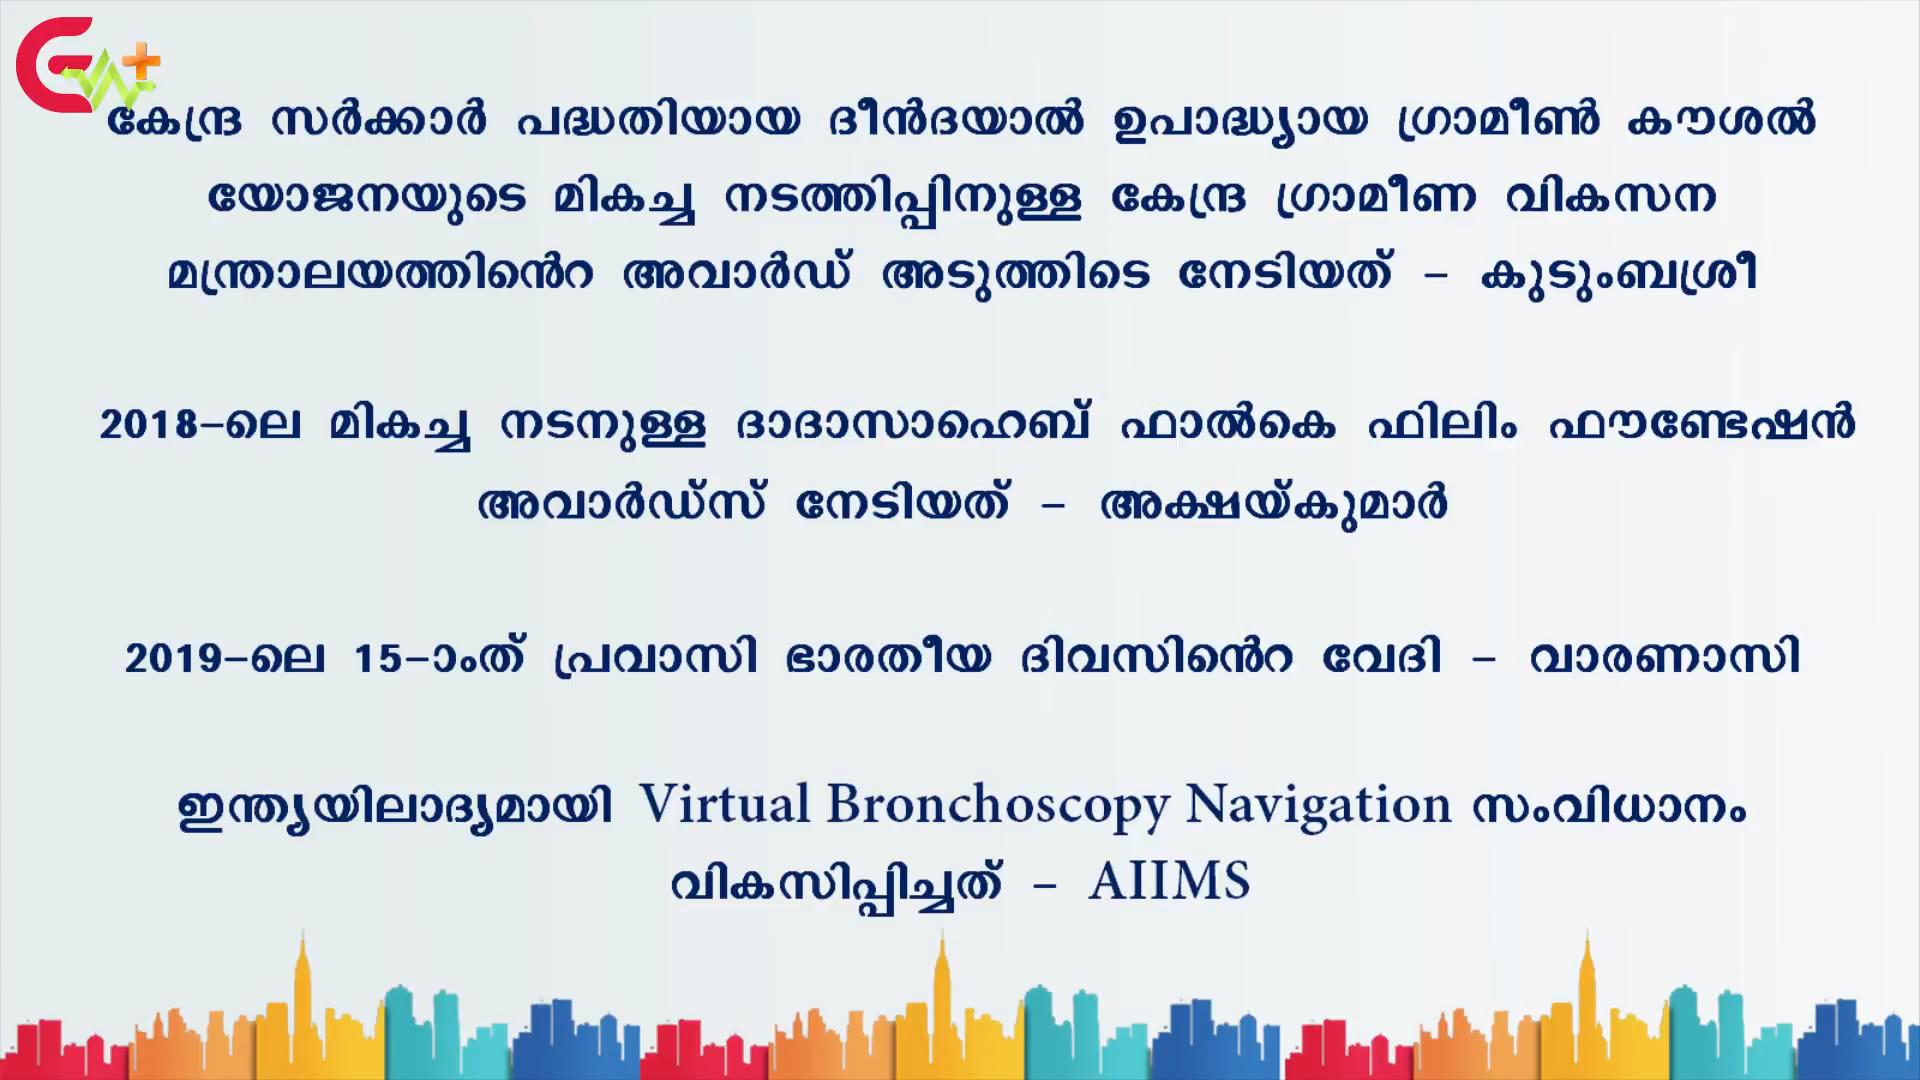 കേന്ദ്ര സർക്കാർ പദ്ധതിയായ ദീൻദയാൽ ഉപാദ്ധ്യായ ഗ്രാമീൺ കൗശൽ
യോജനയുടെ മികച്ച നടത്തിപ്പിനുള്ള കേന്ദ്ര ഗ്രാമീണ വികസന
മന്ത്രാലയത്തിൻെറ അവാർഡ് അടുത്തിടെ നേടിയത് - കുടുംബശ്രീ
2018-ലെ മികച്ച നടനുള്ള ദാദാസാഹെബ് ഫാൽകെ ഫിലിം ഫൗണ്ടേഷൻ
അവാർഡ്സ് നേടിയത് - അക്ഷയ്കുമാർ
2019-ലെ 15-ാംത് പ്രവാസി ഭാരതീയ ദിവസിൻെറ വേദി - വാരണാസി
ഇന്ത്യയിലാദ്യമായി Virtual Bronchoscopy Navigation സംവിധാനം
വികസിപ്പിച്ചത് - AIIMS